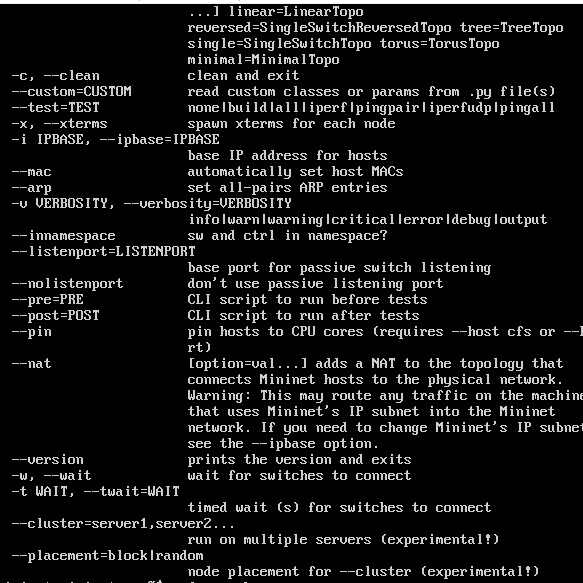 ...] linear=LinearTopo
reversed=SingleSwitchReversedTopo tree=TreeTopo
single=SingleSwitchTopo torus=TorusTopo
minimal=MinimalTopo
-c, --clean clean and exit
--custom=CUSTOM read custom classes or params from .py file(s)
--test=TEST none|build|all|iperf|pingpair|iperfudp|pingall
-x, --xterms spawn xterms for each node
-i IPBASE, --ipbase=IPBASE
base IP address for hosts
--mac automatically set host MACs
--arp set all-pairs ARP entries
-v VERBOSITY, --verbosity=VERBOSITY
info|warn|warning|critical|error|debug|output
--innamespace sw and ctrl in namespace?
--listenport=LISTENPORT
base port for passive switch listening
--nolistenport don't use passive listening port
--pre=PRE CLI script to run before tests
--post=POST CLI script to run after tests
--pin pin hosts to CPU cores (requires --host cfs or
rt)
--nat [option=val...] adds a NAT to the topology that
connects Mininet hosts to the physical network.
Warning: This may route any traffic on the machine
that uses Mininet's IP subnet into the Mininet
network. If you need to change Mininet's IP subnet
see the --ipbase option.
--version prints the version and exits
-w, --wait wait for switches to connect
-t WAIT, --twait=WAIT
timed wait (s) for switches to connect
--cluster=server1,server2...
run on multiple servers (experimental!)
--placement=block|random
node placement for --cluster (experimental!)